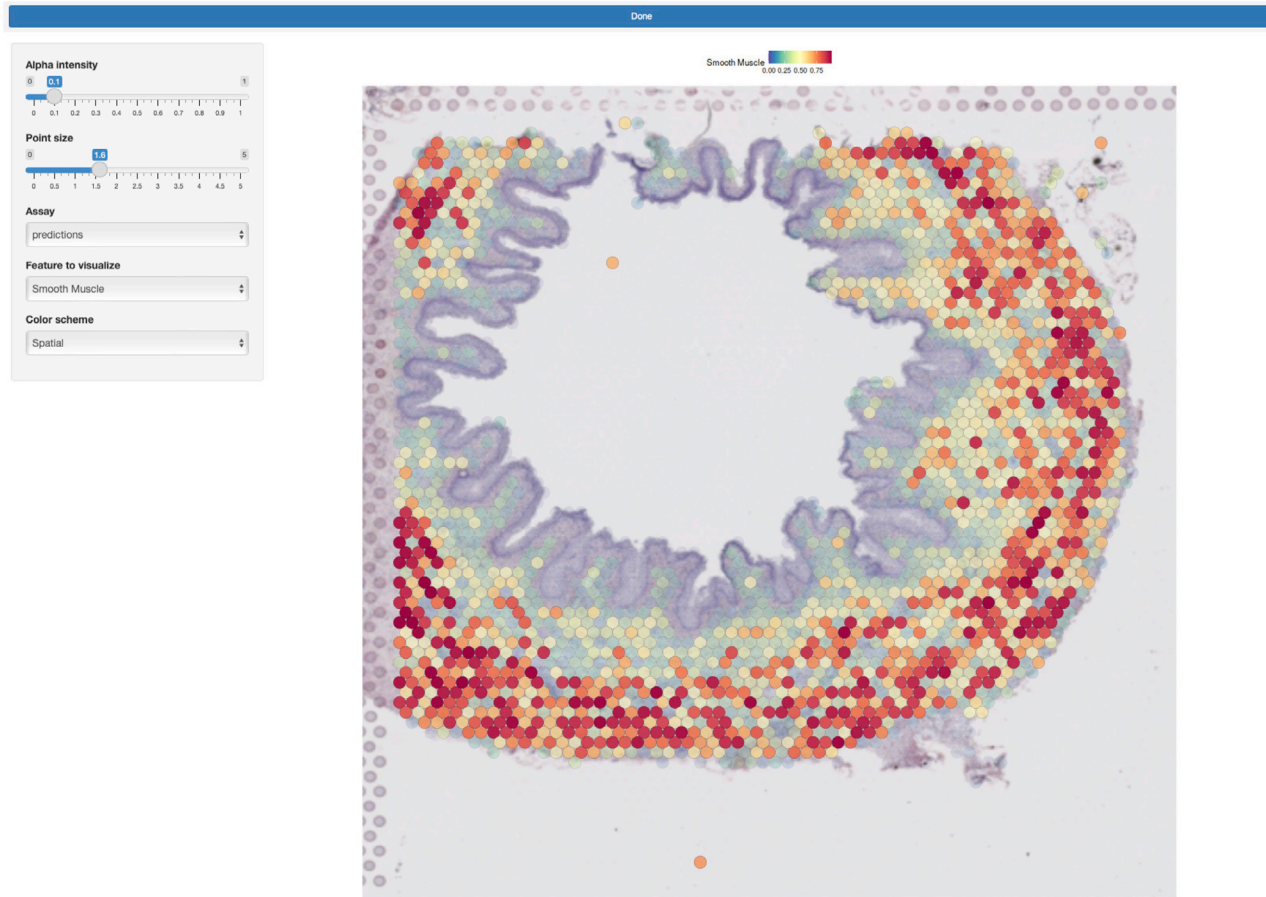 Done
Alpha intensity
0 0.1 1
0 0.1 0.2 0.3 0.4 0.5 0.6 0.7 0.8 0.9 1
Point size
0 1.6 5
0 0.5 1 1.5 2 2.5 3 3.5 4 4.5 5
Assay
predictions
Feature to visualize
Smooth Muscle
Color scheme
Spatial
Smooth Muscle
0.00 0.25 0.50 0.75